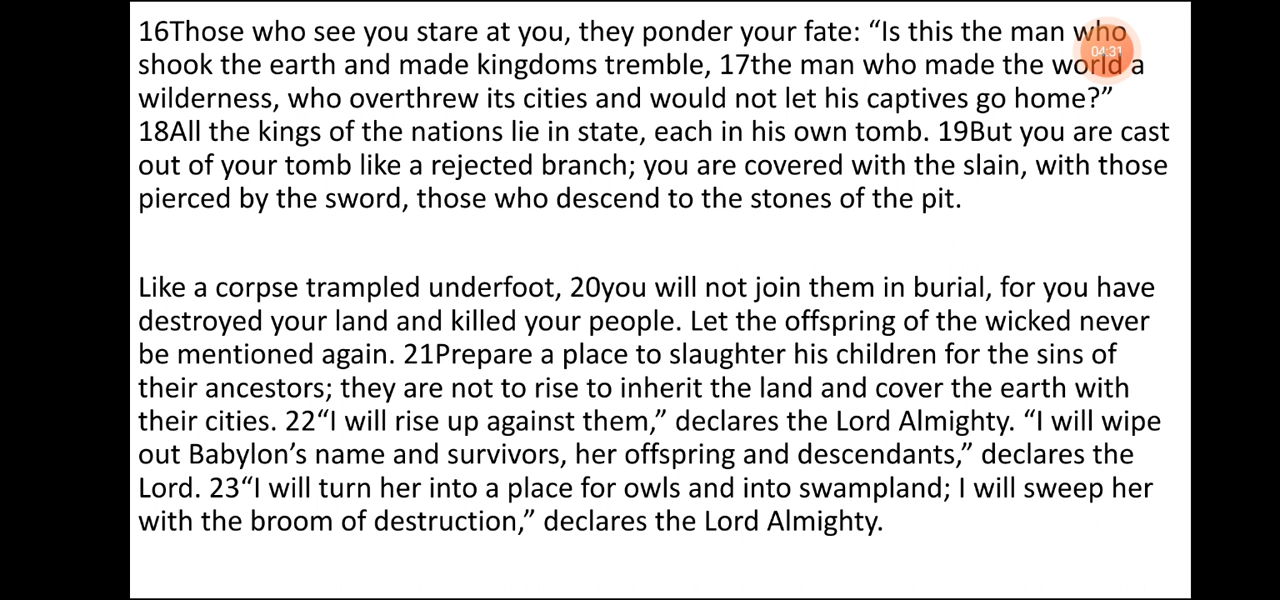 16Those who see you stare at you, they ponder your fate: “Is this the man who
shook the earth and made kingdoms tremble, 17the man who made the world a
wilderness, who overthrew its cities and would not let his captives go home?”
18All the kings of the nations lie in state, each in his own tomb. 19But you are cast
out of your tomb like a rejected branch; you are covered with the slain, with those
pierced by the sword, those who descend to the stones of the pit.
Like a corpse trampled underfoot, 20you will not join them in burial, for you have
destroyed your land and killed your people. Let the offspring of the wicked never
be mentioned again. 21Prepare a place to slaughter his children for the sins of
their ancestors; they are not to rise to inherit the land and cover the earth with
their cities. 22“I will rise up against them,” declares the Lord Almighty. “I will wipe
out Babylon’s name and survivors, her offspring and descendants,” declares the
Lord. 23“I will turn her into a place for owls and into swampland; I will sweep her
with the broom of destruction,” declares the Lord Almighty.
04:31